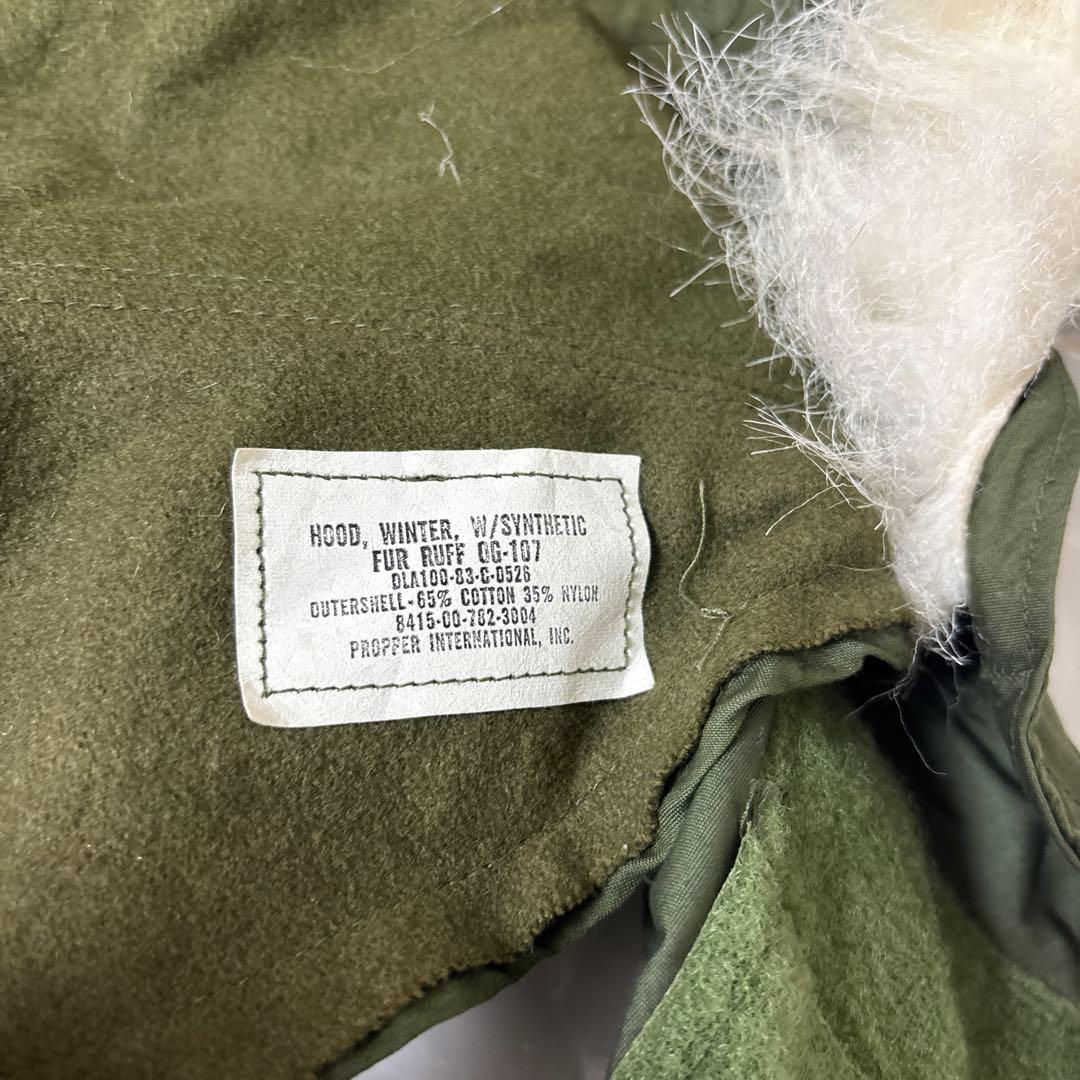 HOOD, WINTER, W/SYNTHETIC
FUR RUFF OG-107
DLA100-83-C-0526
OUTERSHELL-65% COTTON 35% NYLON
8415-00-782-3004
PROPPER INTERNATIONAL, INC.